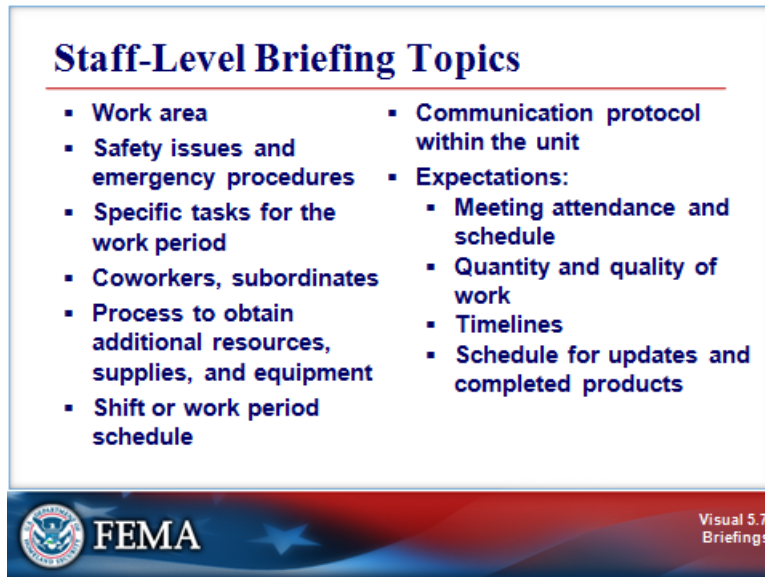 Staff-Level Briefing Topics
Work area
Safety issues and
emergency procedures
Specific tasks for the
work period
Coworkers, subordinates
Process to obtain
additional resources,
supplies, and equipment
Shift or work period
schedule
Communication protocol
within the unit
Expectations:
Meeting attendance and
schedule
Quantity and quality of
work
Timelines
Schedule for updates and
completed products
FEMA
Visual 5.7
Briefings